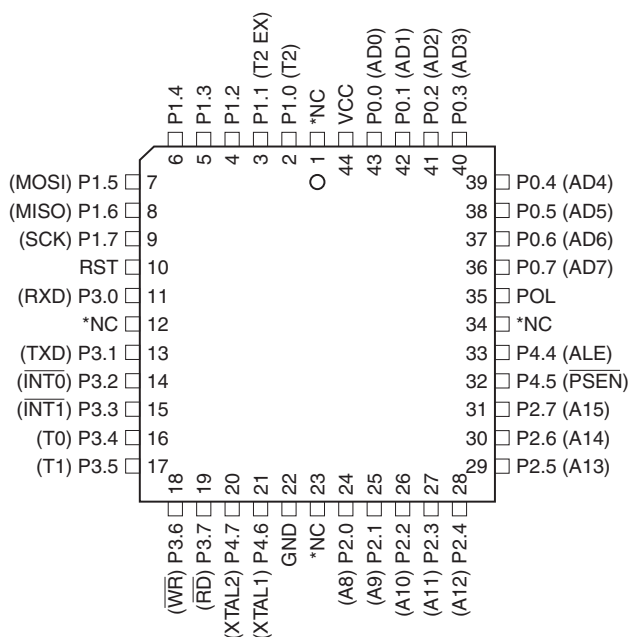 P1.4
P1.3
P1.2
P1.1 (T2 EX)
P1.0 (T2)
*NC
VCC
P0.0 (AD0)
P0.1 (AD1)
P0.2 (AD2)
P0.3 (AD3)
6
5
4
3
2
1
44
43
42
41
40
(MOSI) P1.5 7
(MISO) P1.6 8
(SCK) P1.7 9
RST 10
(RXD) P3.0 11
*NC 12
(TXD) P3.1 13
(I̅N̅T̅0̅) P3.2 14
(I̅N̅T̅1̅) P3.3 15
(T0) P3.4 16
(T1) P3.5 17
39 P0.4 (AD4)
38 P0.5 (AD5)
37 P0.6 (AD6)
36 P0.7 (AD7)
35 POL
34 *NC
33 P4.4 (ALE)
32 P4.5 (P̅S̅E̅N̅)
31 P2.7 (A15)
30 P2.6 (A14)
29 P2.5 (A13)
18
19
20
21
22
23
24
25
26
27
28
(W̅R̅) P3.6
(R̅D̅) P3.7
(XTAL2) P4.7
(XTAL1) P4.6
GND
*NC
(A8) P2.0
(A9) P2.1
(A10) P2.2
(A11) P2.3
(A12) P2.4